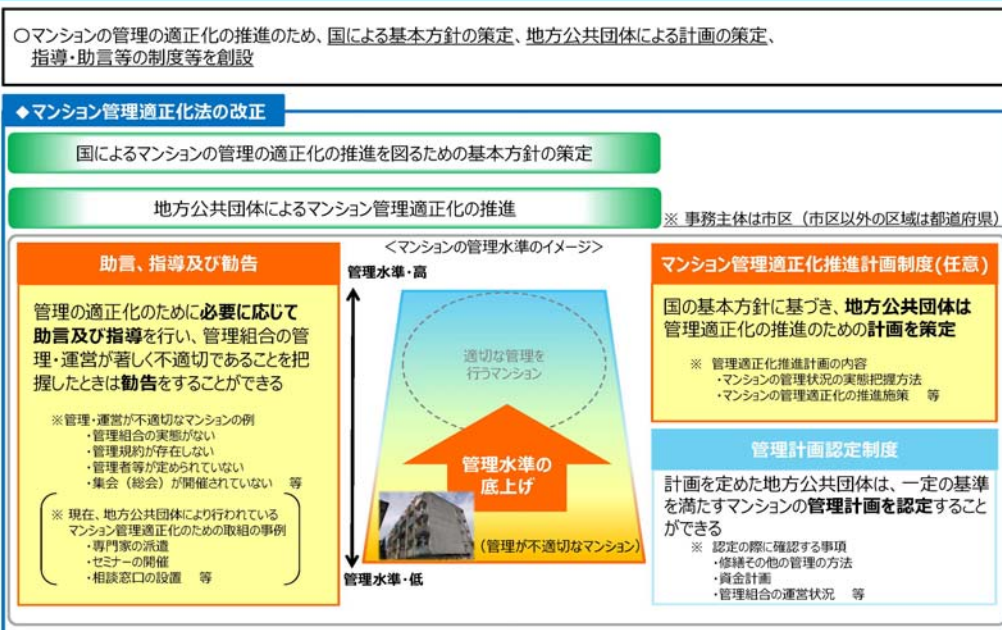 ○マンションの管理の適正化の推進のため、国による基本方針の策定、地方公共団体による計画の策定、
指導・助言等の制度等を創設
◆マンション管理適正化法の改正
国によるマンションの管理の適正化の推進を図るための基本方針の策定
地方公共団体によるマンション管理適正化の推進
※ 事務主体は市区（市区以外の区域は都道府県）
助言、指導及び勧告
管理の適正化のために必要に応じて
助言及び指導を行い、管理組合の管
理・運営が著しく不適切であることを把
握したときは勧告をすることができる
※管理・運営が不適切なマンションの例
・管理組合の実態がない
・管理規約が存在しない
・管理者等が定められていない
・集会（総会）が開催されていない 等
※ 現在、地方公共団体により行われている
マンション管理適正化のための取組の事例
・専門家の派遣
・セミナーの開催
・相談窓口の設置 等
＜マンションの管理水準のイメージ＞
管理水準・高
適切な管理を
行うマンション
管理水準の
底上げ
（管理が不適切なマンション）
管理水準・低
マンション管理適正化推進計画制度(任意)
国の基本方針に基づき、地方公共団体は
管理適正化の推進のための計画を策定
※ 管理適正化推進計画の内容
・マンションの管理状況の実態把握方法
・マンションの管理適正化の推進施策 等
管理計画認定制度
計画を定めた地方公共団体は、一定の基準
を満たすマンションの管理計画を認定すること
ができる
※ 認定の際に確認する事項
・修繕その他の管理の方法
・資金計画
・管理組合の運営状況 等